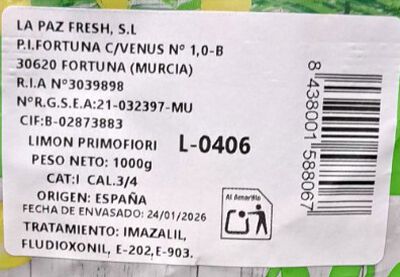 LA PAZ FRESH, S.L
P.I.FORTUNA C/VENUS Nº 1,0-B
30620 FORTUNA (MURCIA)
R.I.A Nº3039898
NºR.G.S.E.A:21-032397-MU
CIF:B-02873883
LIMON PRIMOFIORI L-0406
PESO NETO: 1000g
CAT:I CAL.3/4
ORIGEN: ESPAÑA
FECHA DE ENVASADO: 24/01/2026
TRATAMIENTO: IMAZALIL,
FLUDIOXONIL, E-202,E-903.
Al Amarillo
8 438001 588067